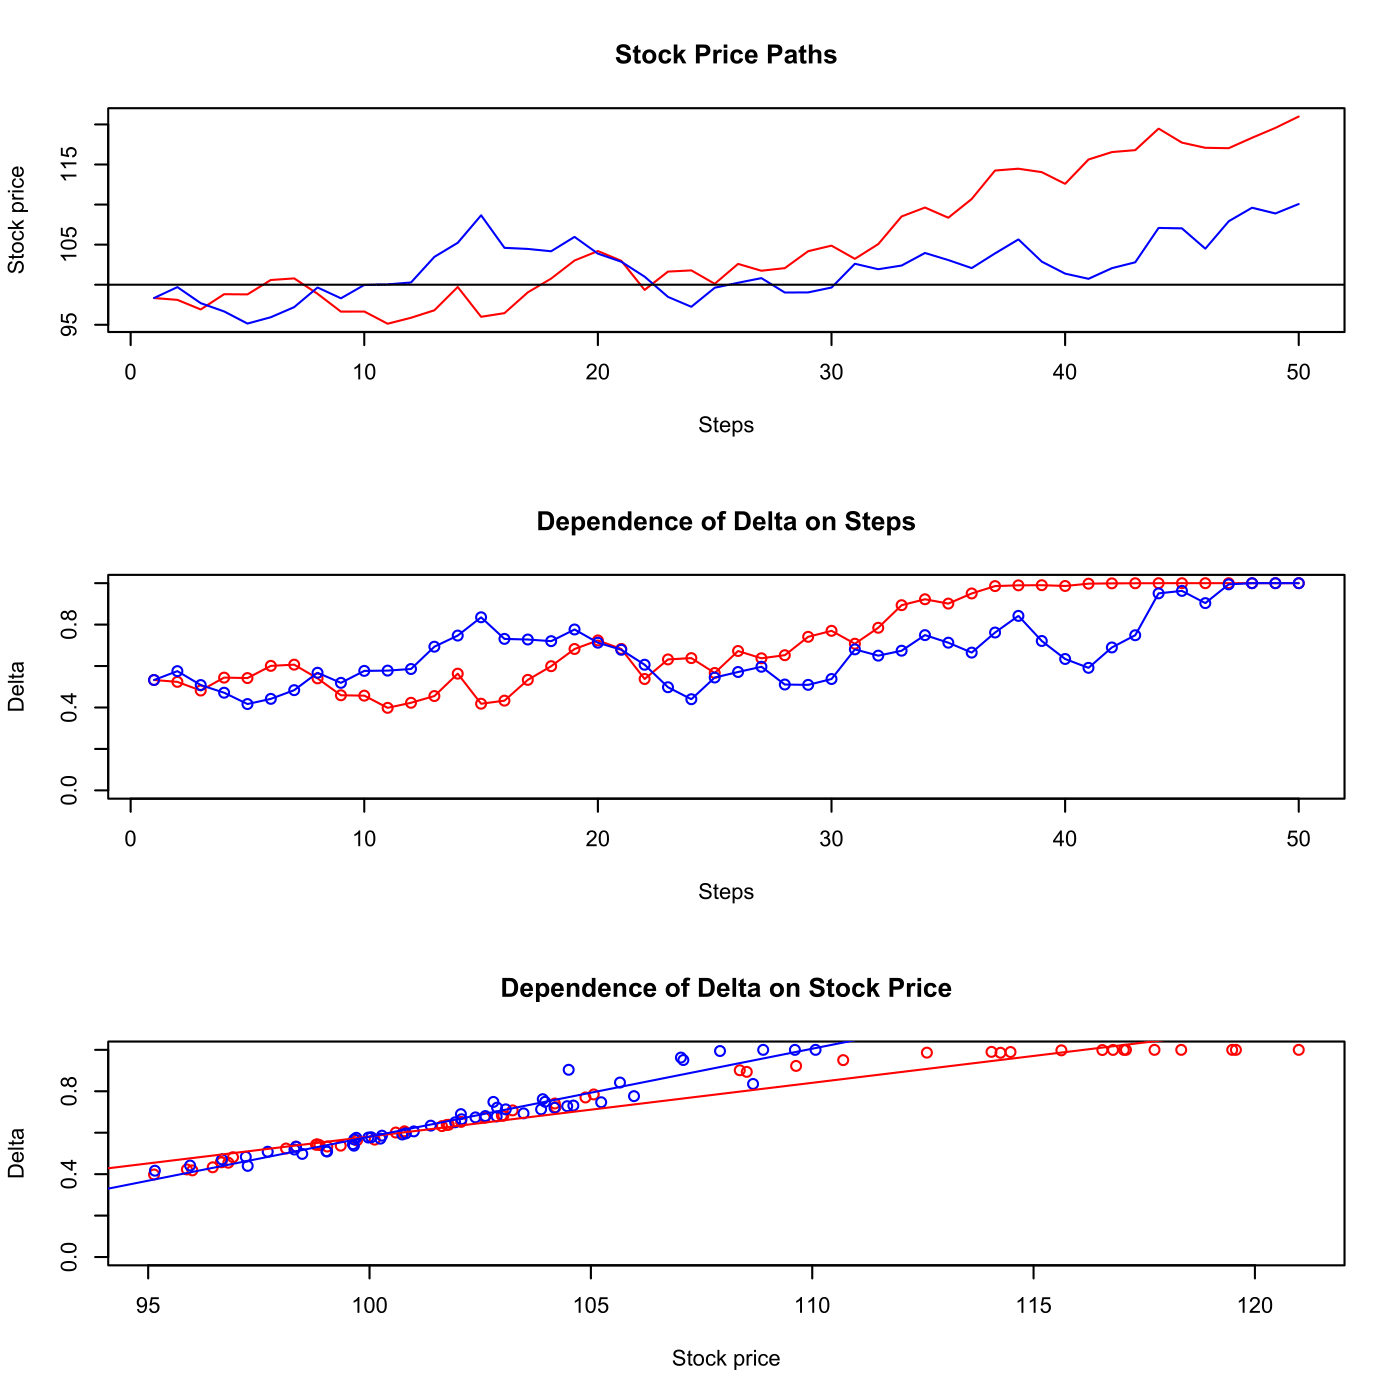 Stock Price Paths
Stock price
95 105 115
0 10 20 30 40 50
Steps
Dependence of Delta on Steps
Delta
0.0 0.4 0.8
0 10 20 30 40 50
Steps
Dependence of Delta on Stock Price
Delta
0.0 0.4 0.8
95 100 105 110 115 120
Stock price